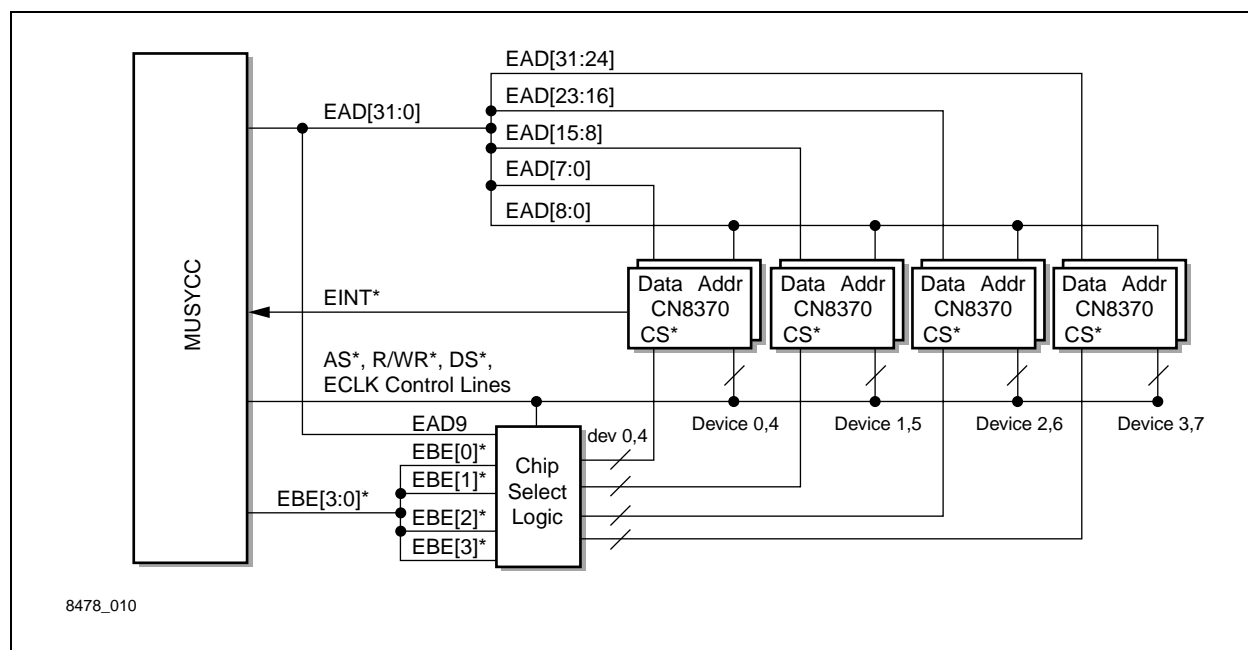 EAD[31:24]
EAD[23:16]
EAD[31:0]
EAD[15:8]
EAD[7:0]
EAD[8:0]
MUSYCC
Data Addr
CN8370
CS*
Data Addr
CN8370
CS*
Data Addr
CN8370
CS*
Data Addr
CN8370
CS*
EINT*
AS*, R/WR*, DS*,
ECLK Control Lines
Device 0,4
Device 1,5
Device 2,6
Device 3,7
EAD9
dev 0,4
EBE[0]*
EBE[1]*
EBE[3:0]*
EBE[2]*
EBE[3]*
Chip
Select
Logic
8478_010